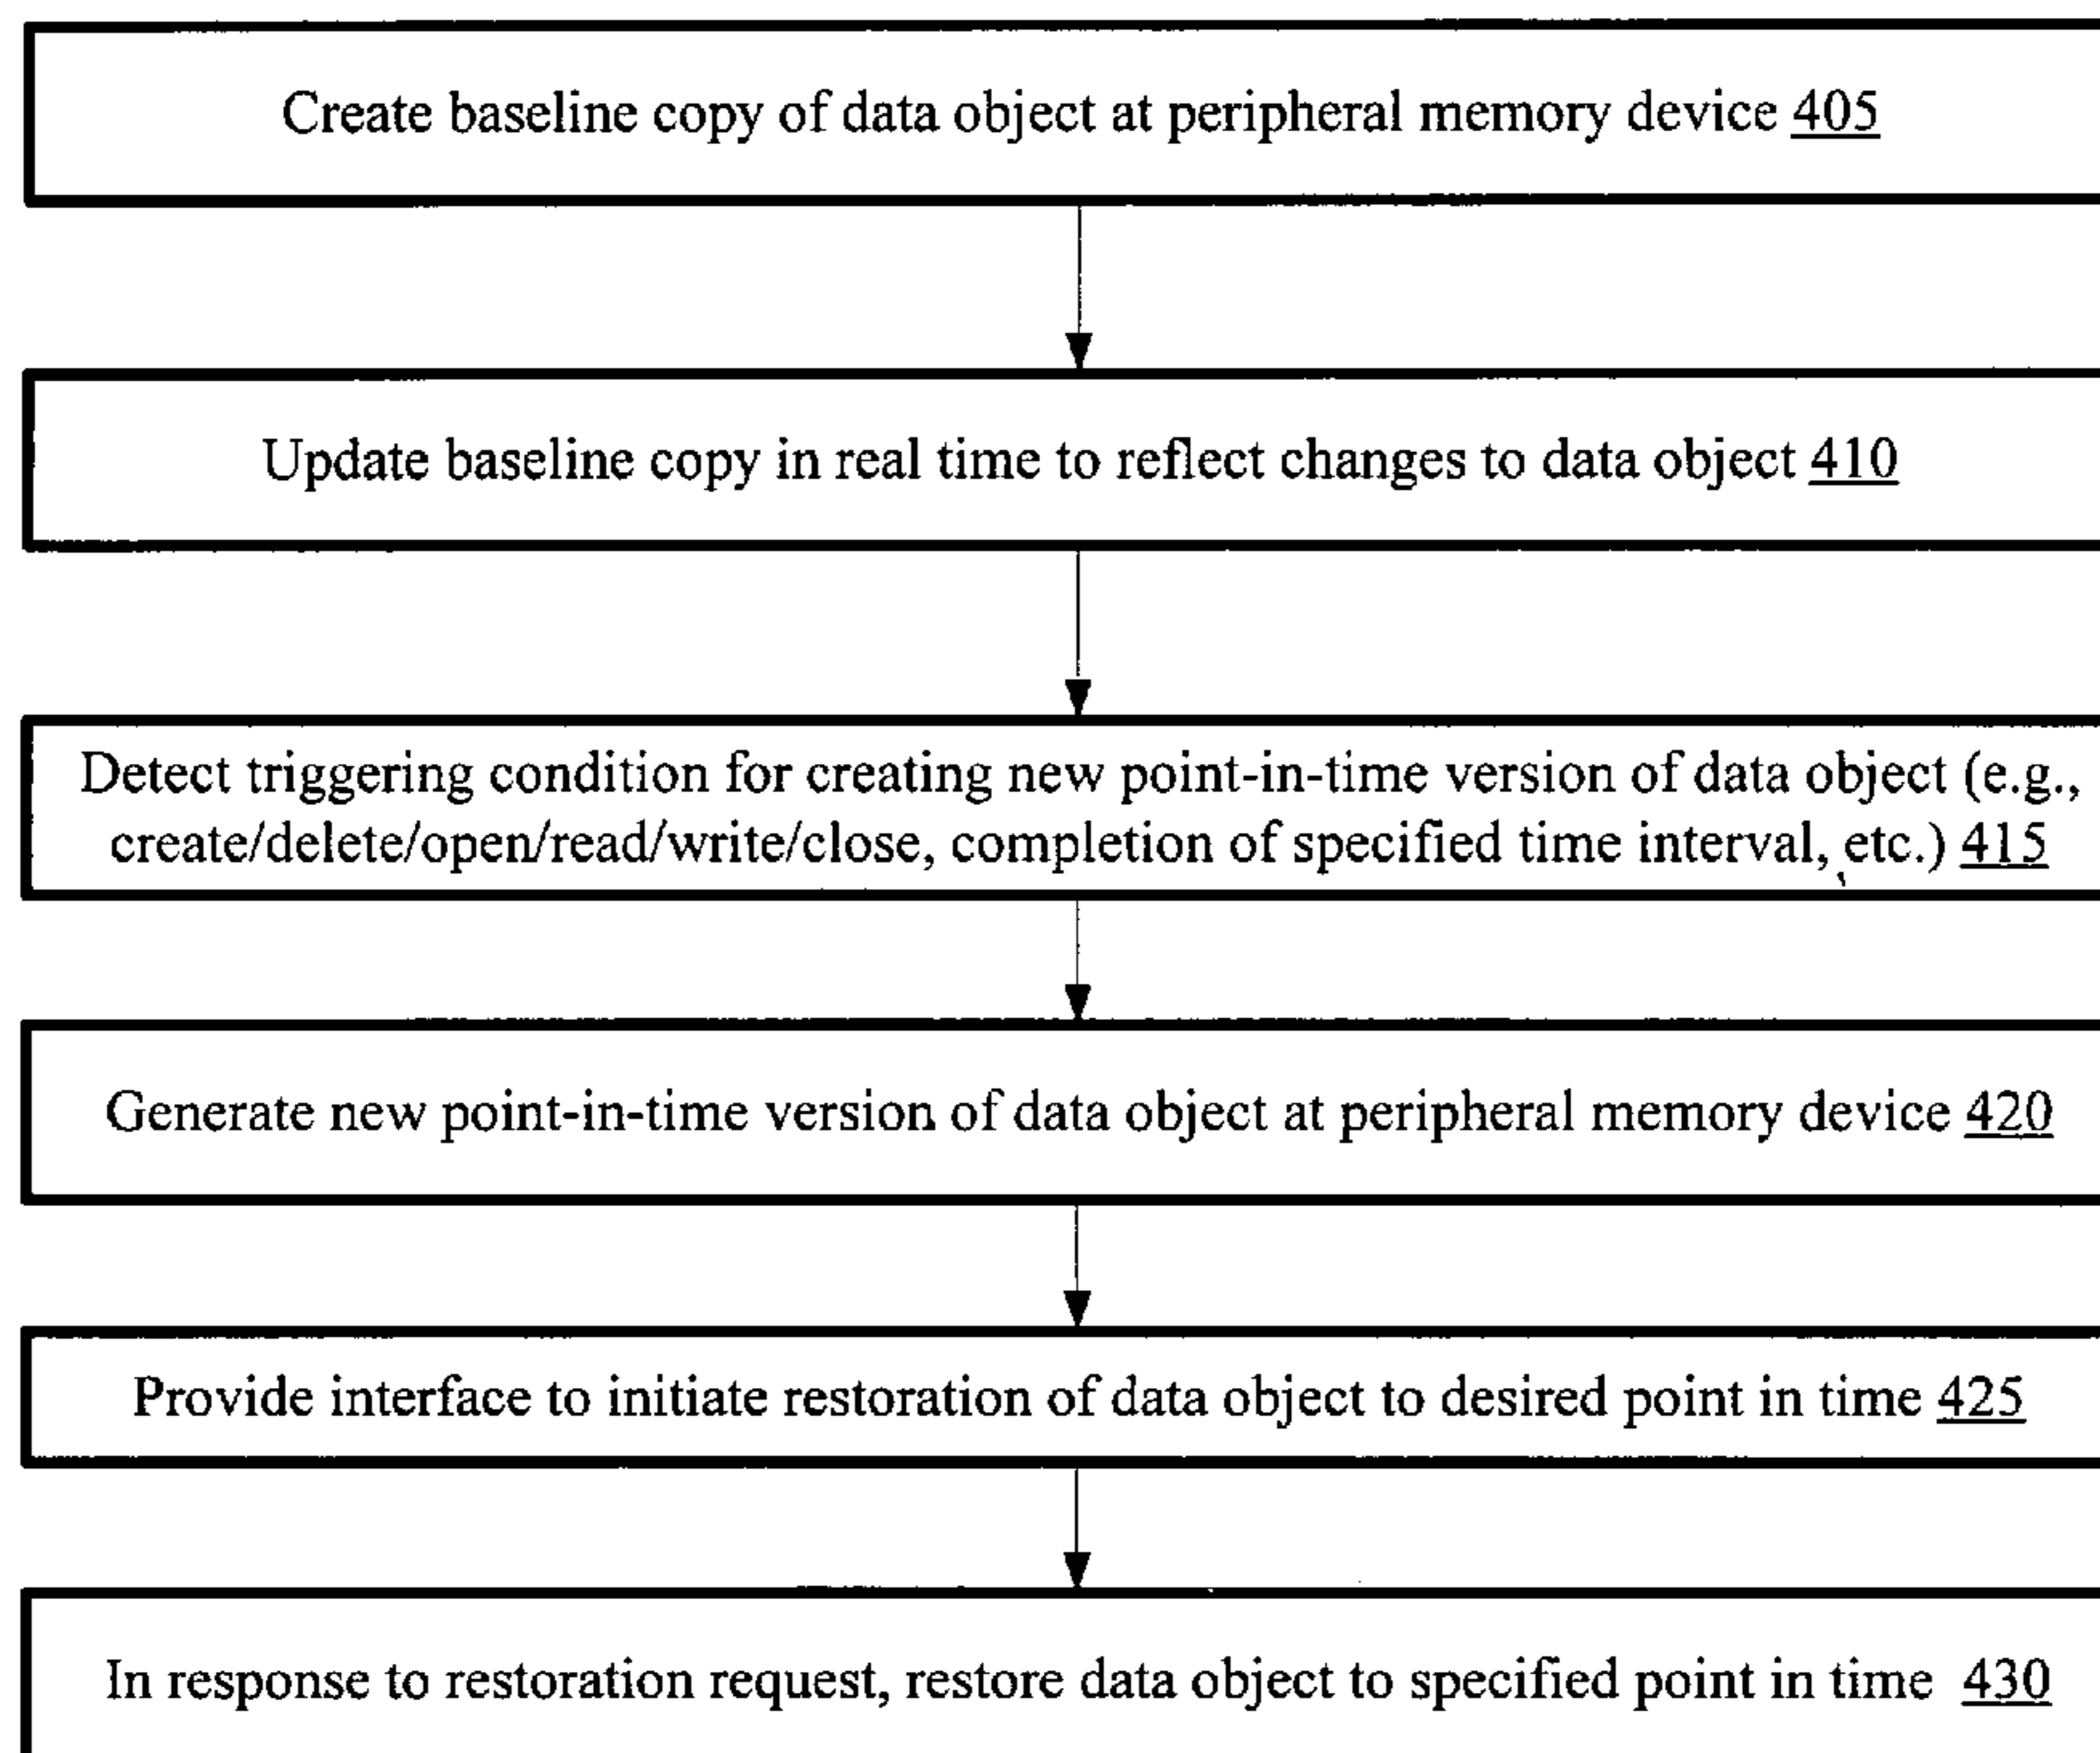 Create baseline copy of data object at peripheral memory device 405
Update baseline copy in real time to reflect changes to data object 410
Detect triggering condition for creating new point-in-time version of data object (e.g.,
create/delete/open/read/write/close, completion of specified time interval, etc.) 415
Generate new point-in-time version of data object at peripheral memory device 420
Provide interface to initiate restoration of data object to desired point in time 425
In response to restoration request, restore data object to specified point in time 430